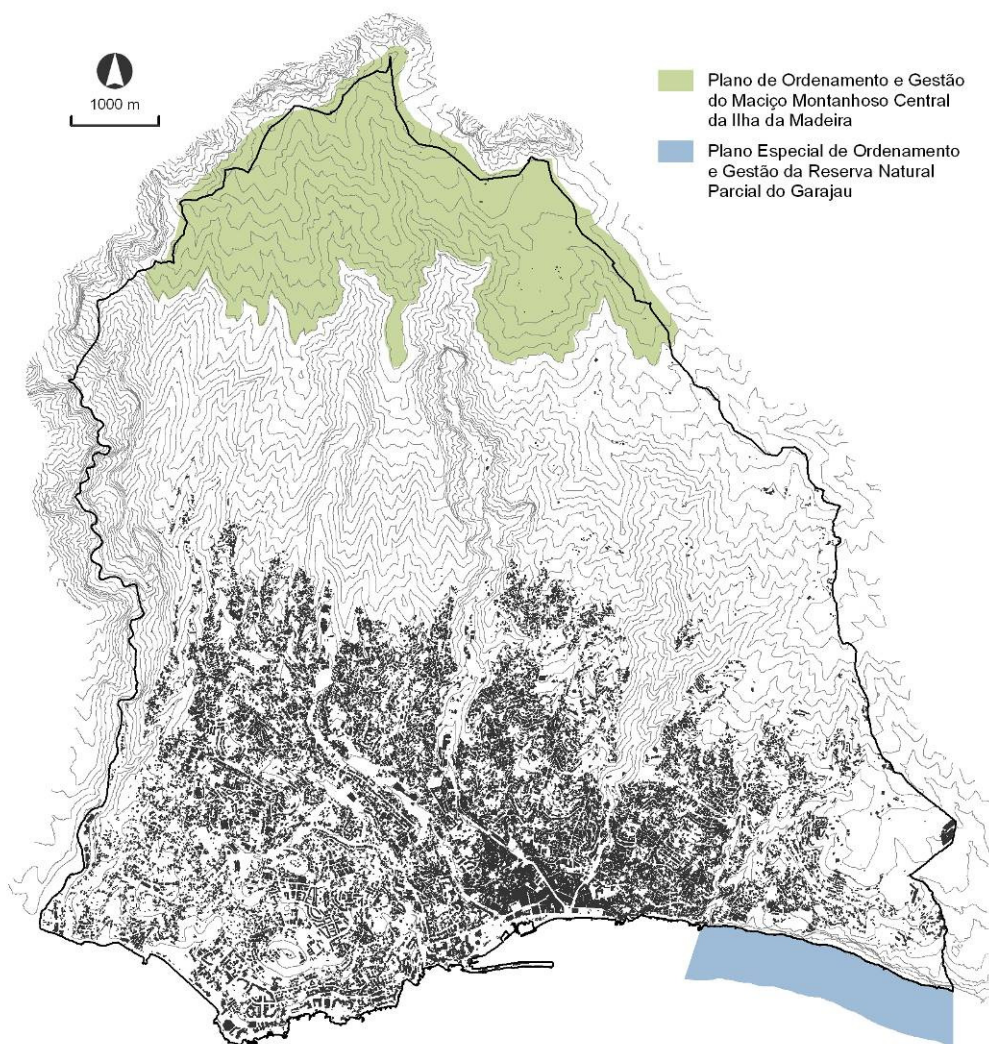 1000 m
Plano de Ordenamento e Gestão
do Maciço Montanhoso Central
da Ilha da Madeira
Plano Especial de Ordenamento
e Gestão da Reserva Natural
Parcial do Garajau